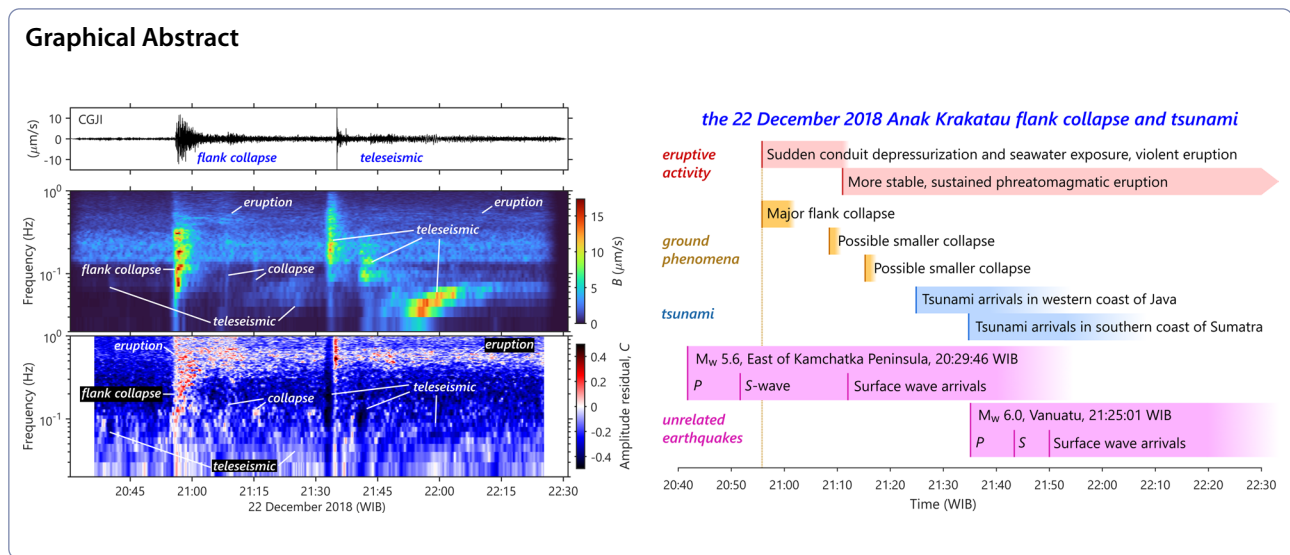 Graphical Abstract
CGJI
10
0
-10
(μm/s)
flank collapse
teleseismic
10⁰
10⁻¹
Frequency (Hz)
eruption
eruption
teleseismic
flank collapse
collapse
teleseismic
15
10
5
0
B (μm/s)
10⁰
10⁻¹
Frequency (Hz)
eruption
eruption
flank collapse
collapse
teleseismic
teleseismic
0.4
0.2
0
-0.2
-0.4
Amplitude residual, C
20:45 21:00 21:15 21:30 21:45 22:00 22:15 22:30
22 December 2018 (WIB)
the 22 December 2018 Anak Krakatau flank collapse and tsunami
eruptive
activity
Sudden conduit depressurization and seawater exposure, violent eruption
More stable, sustained phreatomagmatic eruption
ground
phenomena
Major flank collapse
Possible smaller collapse
Possible smaller collapse
tsunami
Tsunami arrivals in western coast of Java
Tsunami arrivals in southern coast of Sumatra
unrelated
earthquakes
Mw 5.6, East of Kamchatka Peninsula, 20:29:46 WIB
P S-wave Surface wave arrivals
Mw 6.0, Vanuatu, 21:25:01 WIB
P S Surface wave arrivals
20:40 20:50 21:00 21:10 21:20 21:30 21:40 21:50 22:00 22:10 22:20 22:30
Time (WIB)